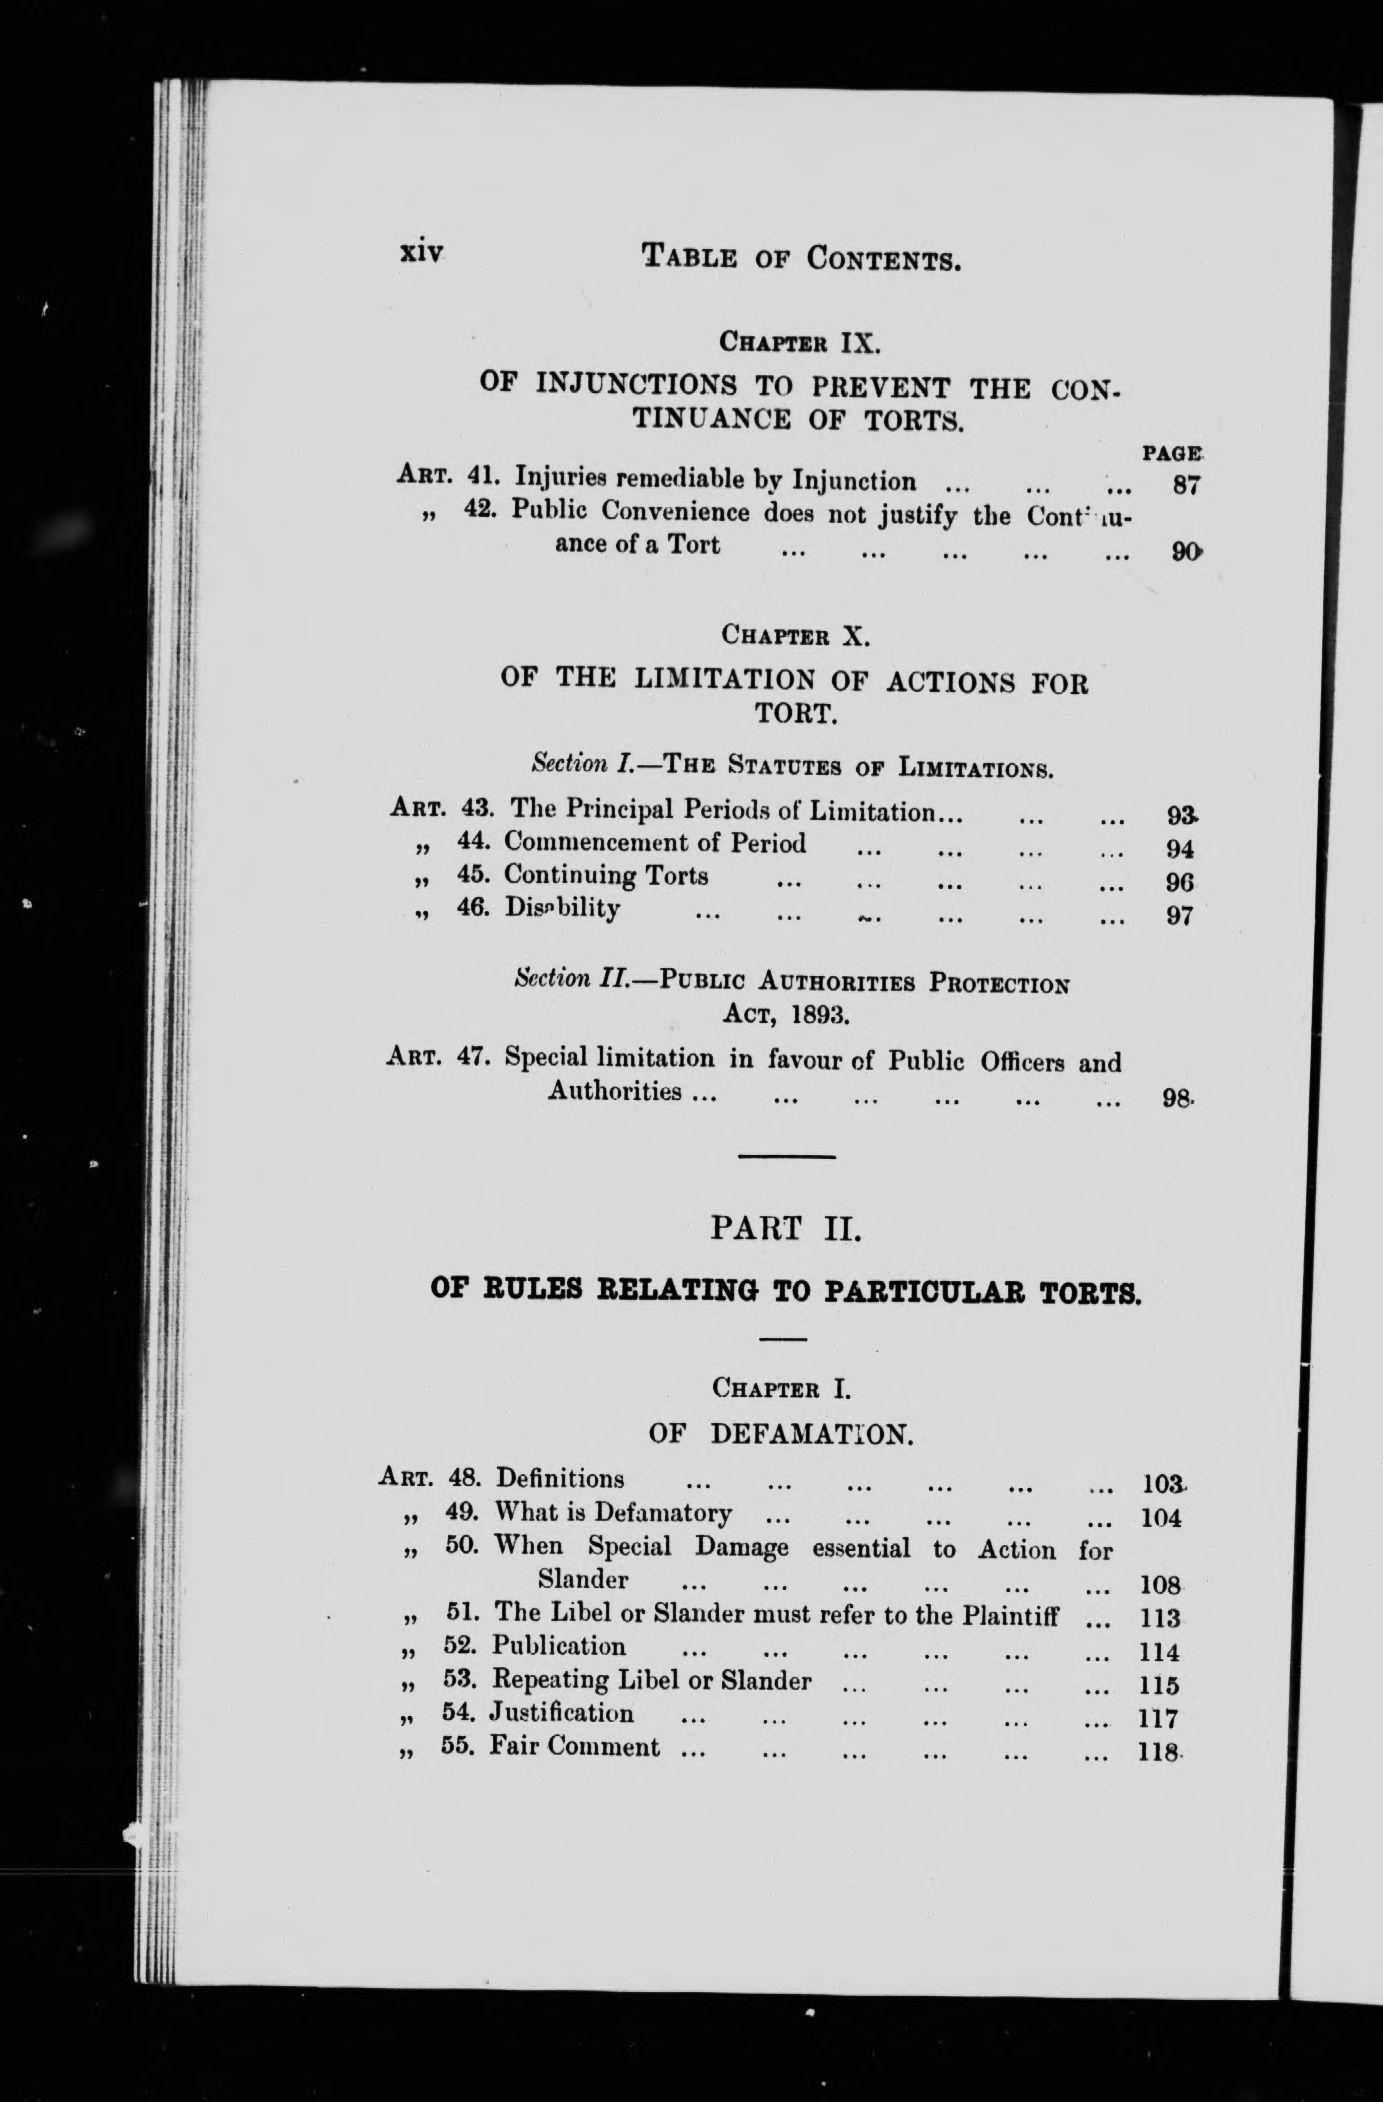 xiv TABLE OF CONTENTS.
CHAPTER IX.
OF INJUNCTIONS TO PREVENT THE CON-
TINUANCE OF TORTS.
PAGE
ART. 41. Injuries remediable by Injunction ... ... ... 87
„ 42. Public Convenience does not justify the Continu-
ance of a Tort ... ... ... ... ... 90
CHAPTER X.
OF THE LIMITATION OF ACTIONS FOR
TORT.
Section I.—THE STATUTES OF LIMITATIONS.
ART. 43. The Principal Periods of Limitation... ... ... 93
„ 44. Commencement of Period ... ... ... ... 94
„ 45. Continuing Torts ... ... ... ... ... 96
„ 46. Disability ... ... ... ... ... ... 97
Section II.—PUBLIC AUTHORITIES PROTECTION
ACT, 1893.
ART. 47. Special limitation in favour of Public Officers and
Authorities ... ... ... ... ... ... 98
PART II.
OF RULES RELATING TO PARTICULAR TORTS.
CHAPTER I.
OF DEFAMATION.
ART. 48. Definitions ... ... ... ... ... ... 103
„ 49. What is Defamatory ... ... ... ... ... 104
„ 50. When Special Damage essential to Action for
Slander ... ... ... ... ... ... 108
„ 51. The Libel or Slander must refer to the Plaintiff ... 113
„ 52. Publication ... ... ... ... ... ... 114
„ 53. Repeating Libel or Slander ... ... ... ... 115
„ 54. Justification ... ... ... ... ... ... 117
„ 55. Fair Comment ... ... ... ... ... ... 118